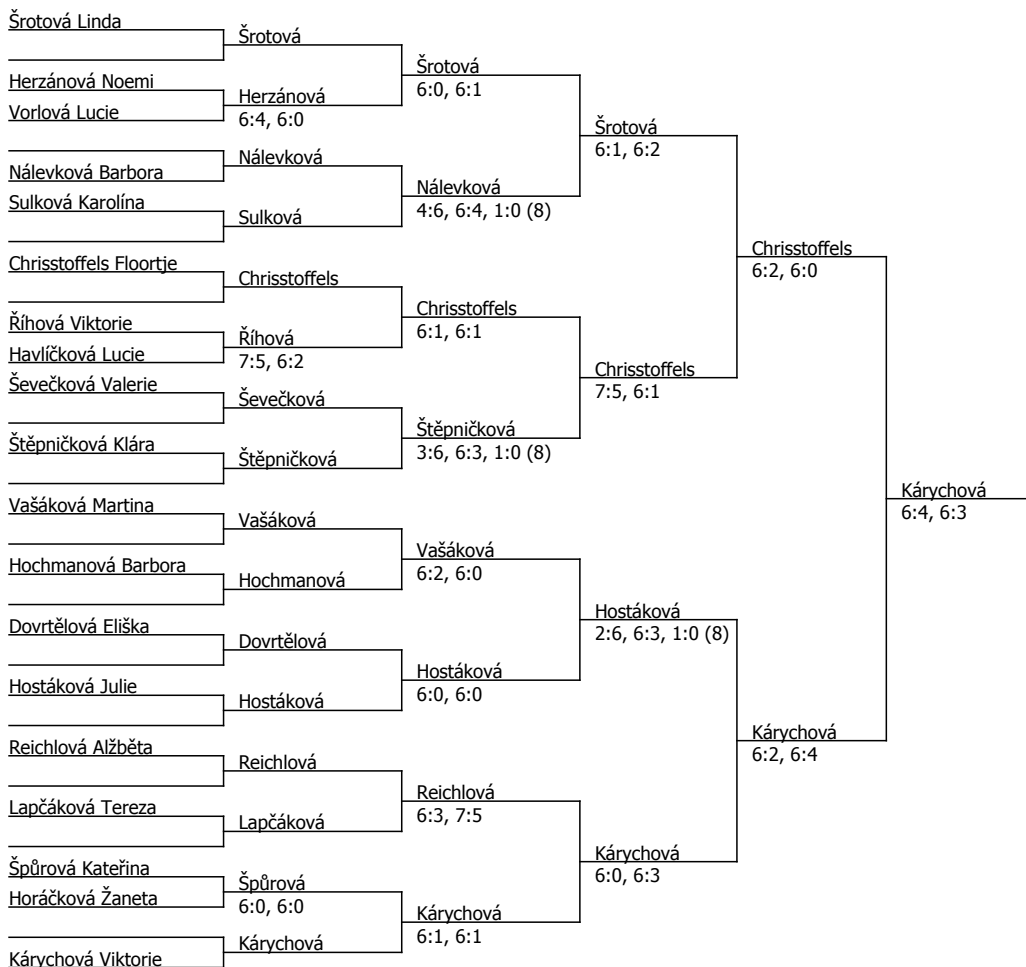 Šrotová Linda
Herzánová Noemi
Vorlová Lucie
Nálevková Barbora
Sulková Karolína
Chrisstoffels Floortje
Říhová Viktorie
Havlíčková Lucie
Ševečková Valerie
Štěpničková Klára
Vašáková Martina
Hochmanová Barbora
Dovrtělová Eliška
Hostáková Julie
Reichlová Alžběta
Lapčáková Tereza
Špůrová Kateřina
Horáčková Žaneta
Kárychová Viktorie
Šrotová
Herzánová
6:4, 6:0
Nálevková
Sulková
Chrisstoffels
Říhová
7:5, 6:2
Ševečková
Štěpničková
Vašáková
Hochmanová
Dovrtělová
Hostáková
Reichlová
Lapčáková
Špůrová
6:0, 6:0
Kárychová
Šrotová
6:0, 6:1
Nálevková
4:6, 6:4, 1:0 (8)
Chrisstoffels
6:1, 6:1
Štěpničková
3:6, 6:3, 1:0 (8)
Vašáková
6:2, 6:0
Hostáková
6:0, 6:0
Reichlová
6:3, 7:5
Kárychová
6:1, 6:1
Šrotová
6:1, 6:2
Chrisstoffels
7:5, 6:1
Hostáková
2:6, 6:3, 1:0 (8)
Kárychová
6:0, 6:3
Chrisstoffels
6:2, 6:0
Kárychová
6:2, 6:4
Kárychová
6:4, 6:3